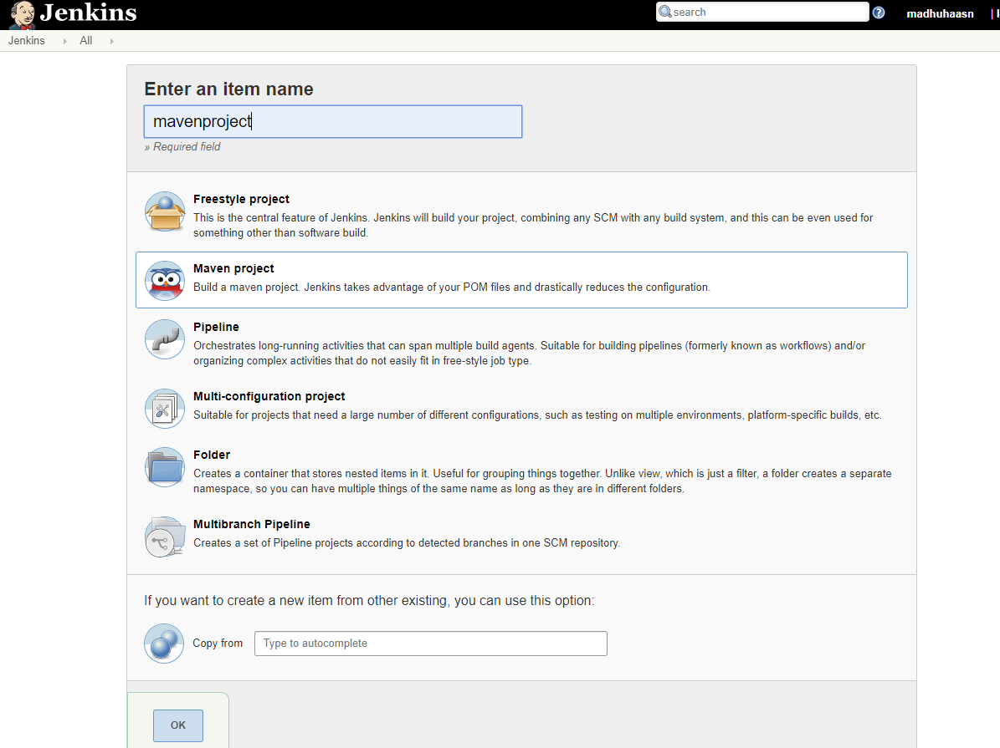 Jenkins
search
madhuhaasn
|
Jenkins
All
Enter an item name
mavenproject
» Required field
Freestyle project
This is the central feature of Jenkins. Jenkins will build your project, combining any SCM with any build system, and this can be even used for
something other than software build.
Maven project
Build a maven project. Jenkins takes advantage of your POM files and drastically reduces the configuration.
Pipeline
Orchestrates long-running activities that can span multiple build agents. Suitable for building pipelines (formerly known as workflows) and/or
organizing complex activities that do not easily fit in free-style job type.
Multi-configuration project
Suitable for projects that need a large number of different configurations, such as testing on multiple environments, platform-specific builds, etc.
Folder
Creates a container that stores nested items in it. Useful for grouping things together. Unlike view, which is just a filter, a folder creates a separate
namespace, so you can have multiple things of the same name as long as they are in different folders.
Multibranch Pipeline
Creates a set of Pipeline projects according to detected branches in one SCM repository.
If you want to create a new item from other existing, you can use this option:
Copy from
Type to autocomplete
OK